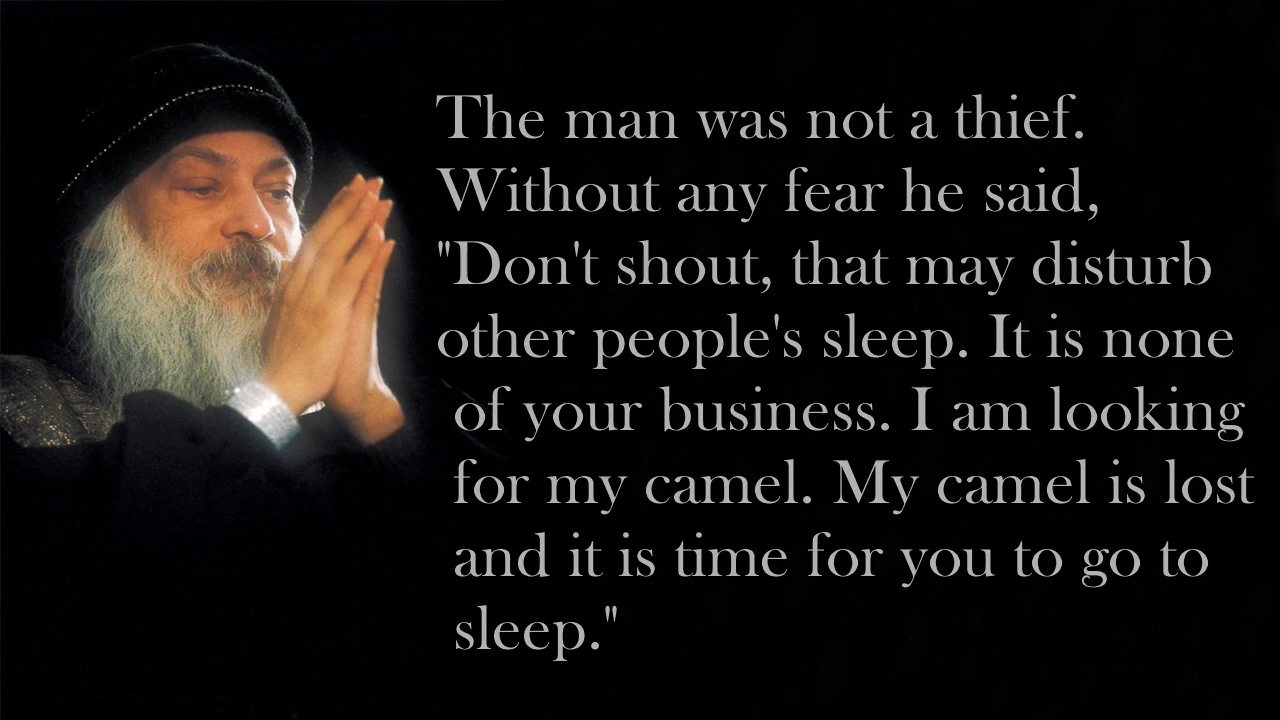 The man was not a thief.
Without any fear he said,
"Don't shout, that may disturb
other people's sleep. It is none
of your business. I am looking
for my camel. My camel is lost
and it is time for you to go to
sleep."